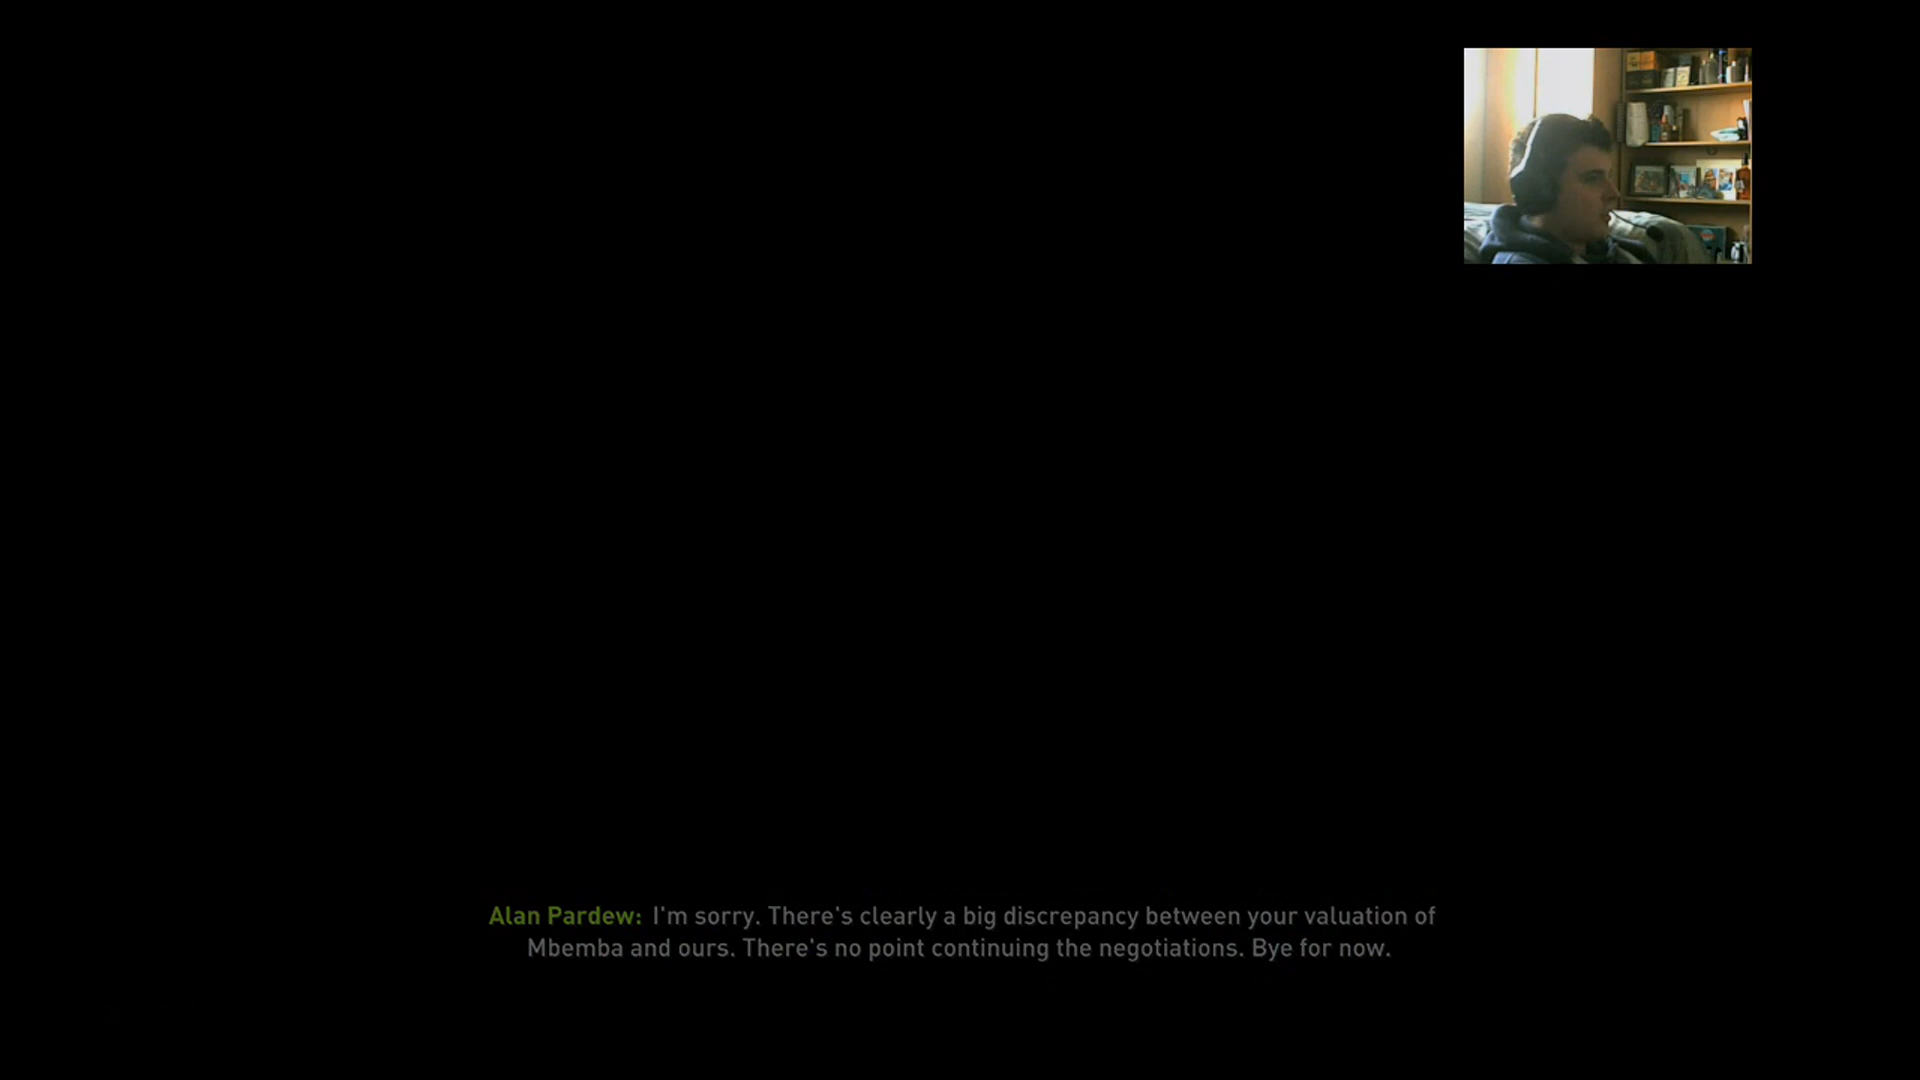 Alan Pardew: I'm sorry. There's clearly a big discrepancy between your valuation of
Mbemba and ours. There's no point continuing the negotiations. Bye for now.